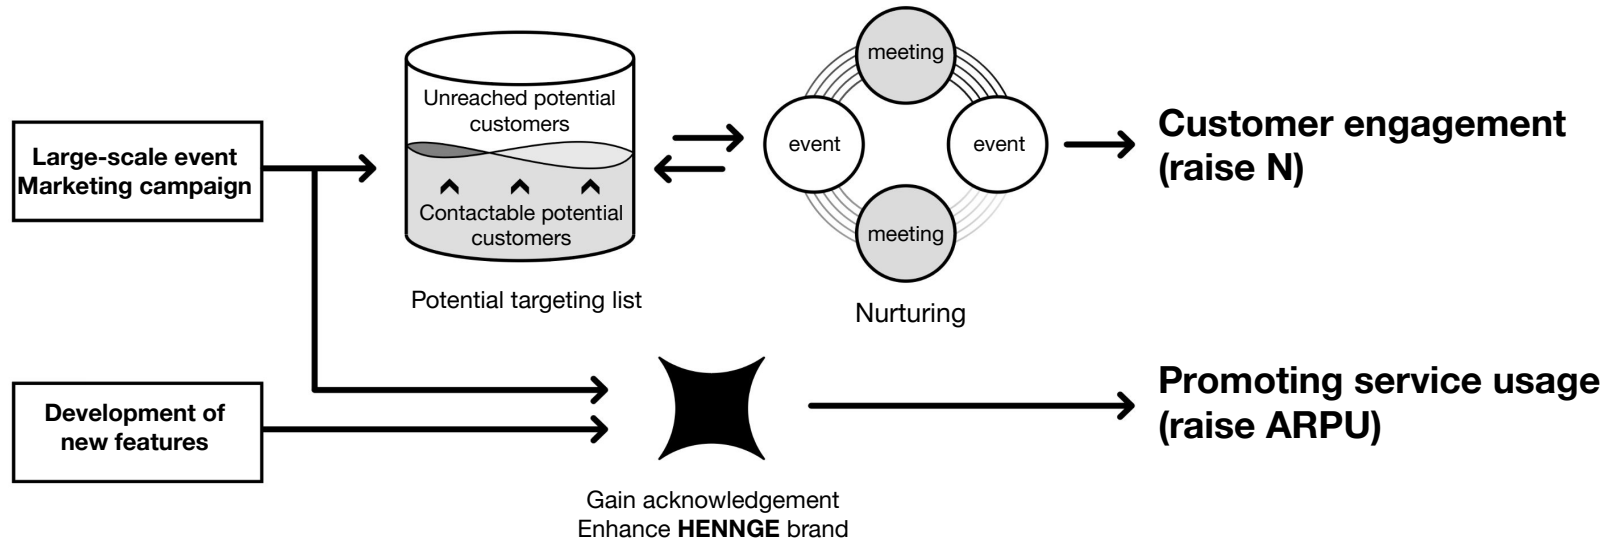 Large-scale event
Marketing campaign
Unreached potential
customers
Contactable potential
customers
Potential targeting list
meeting
event
event
meeting
Nurturing
Customer engagement
(raise N)
Development of
new features
Gain acknowledgement
Enhance HENNGE brand
Promoting service usage
(raise ARPU)